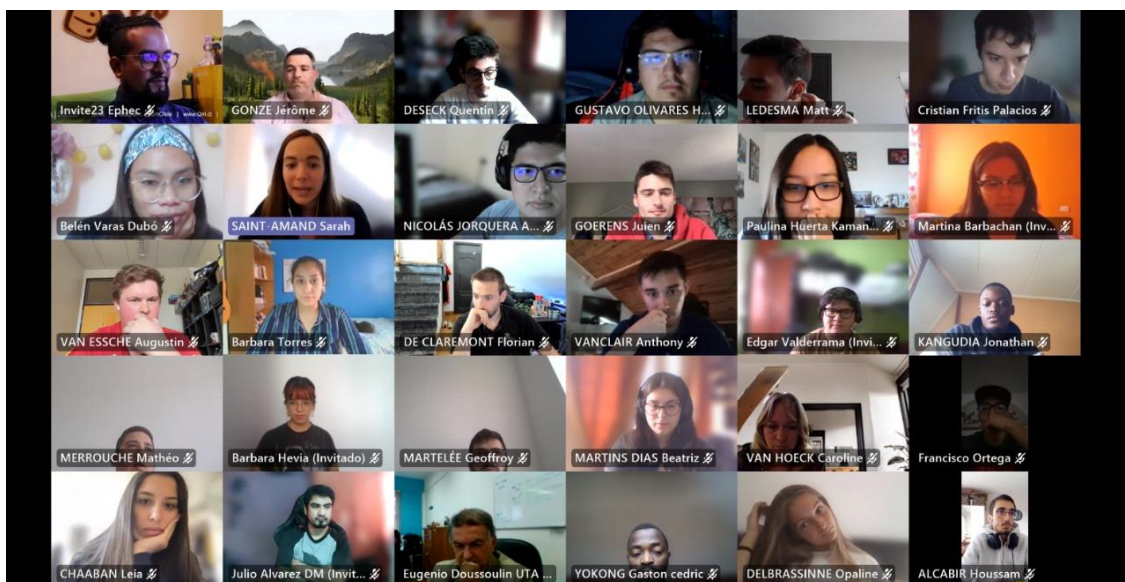 Invite23 Ephec
GONZE Jérôme
DESECK Quentin
GUSTAVO OLIVARES H...
LEDESMA Matt
Cristian Fritis Palacios
Belén Varas Dubó
SAINT-AMAND Sarah
NICOLÁS JORQUERA A...
GOERENS Juien
Paulina Huerta Kaman...
Martina Barbachan (Inv...
VAN ESSCHE Augustin
Barbara Torres
DE CLAREMONT Florian
VANCLAIR Anthony
Edgar Valderrama (Invi...
KANGUDIA Jonathan
MERROUCHE Mathéo
Barbara Hevia (Invitado)
MARTELÉE Geoffroy
MARTINS DIAS Beatriz
VAN HOECK Caroline
Francisco Ortega
CHAABAN Leia
Julio Alvarez DM (Invit...
Eugenio Doussoulin UTA ...
YOKONG Gaston cedric
DELBRASSINNE Opaline
ALCABIR Houssam